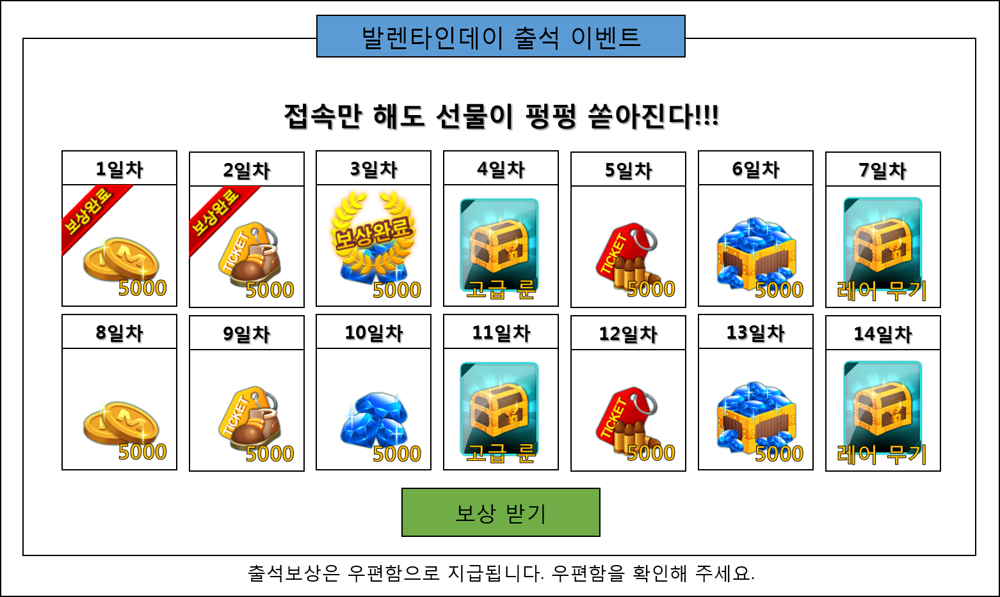 발렌타인데이 출석 이벤트
접속만 해도 선물이 펑펑 쏟아진다!!!
1일차 2일차 3일차 4일차 5일차 6일차 7일차
보상완료 보상완료 보상완료
M TICKET TICKET
5000 5000 5000 고급 룬 5000 5000 레어 무기
8일차 9일차 10일차 11일차 12일차 13일차 14일차
M TICKET TICKET
5000 5000 5000 고급 룬 5000 5000 레어 무기
보상 받기
출석보상은 우편함으로 지급됩니다. 우편함을 확인해 주세요.